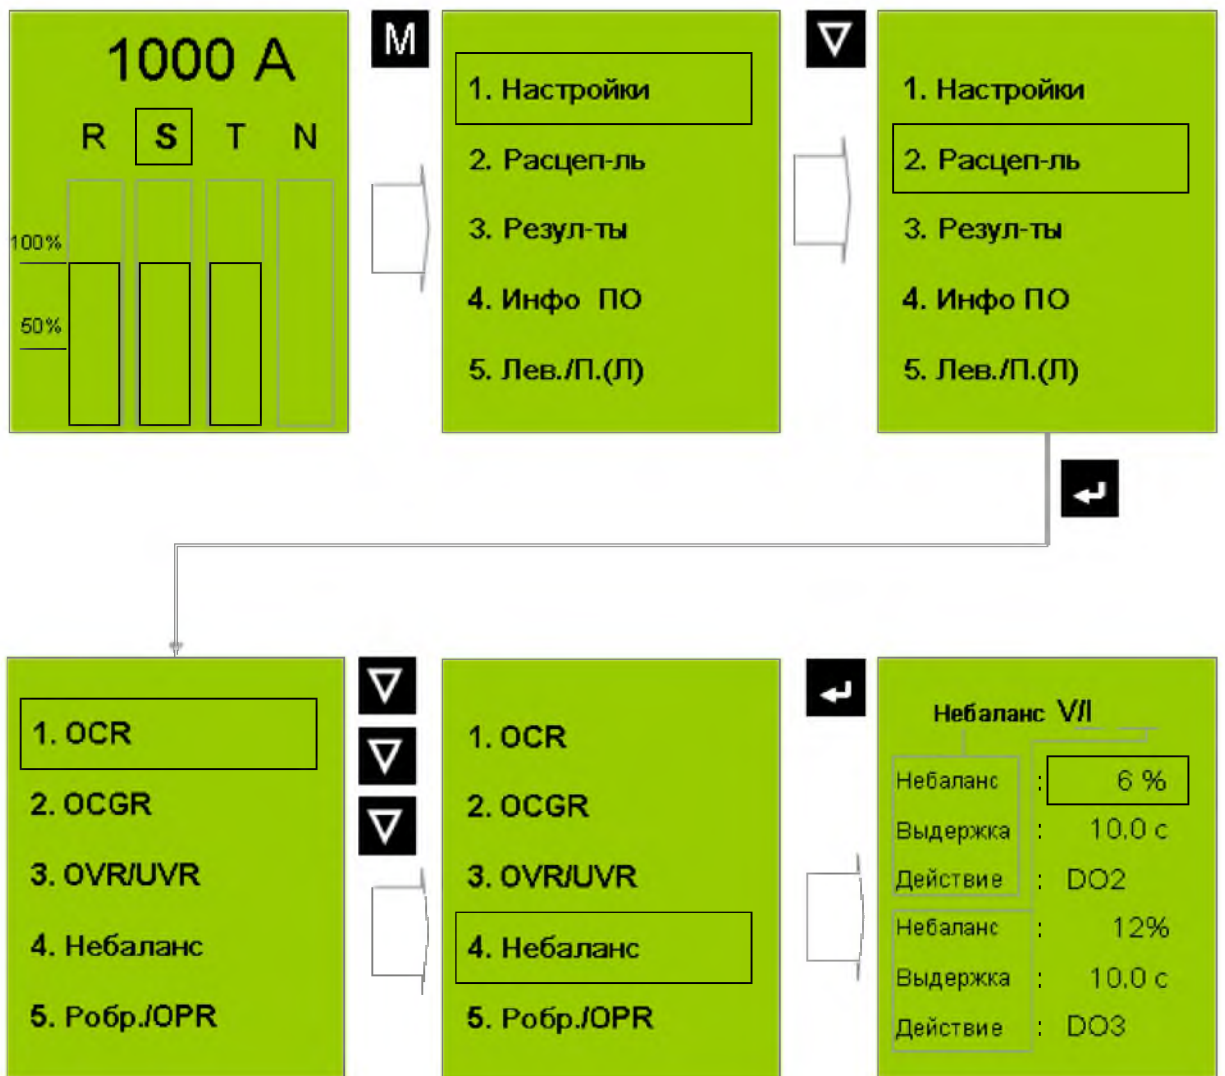 1000 A
R S T N
100%
50%
M
1. Настройки
2. Расцеп-ль
3. Резул-ты
4. Инфо ПО
5. Лев./П.(Л)
1. Настройки
2. Расцеп-ль
3. Резул-ты
4. Инфо ПО
5. Лев./П.(Л)
1. OCR
2. OCGR
3. OVR/UVR
4. Небаланс
5. Робр./OPR
1. OCR
2. OCGR
3. OVR/UVR
4. Небаланс
5. Робр./OPR
Небаланс V/I
Небаланс : 6 %
Выдержка : 10.0 с
Действие : DO2
Небаланс : 12%
Выдержка : 10.0 с
Действие : DO3